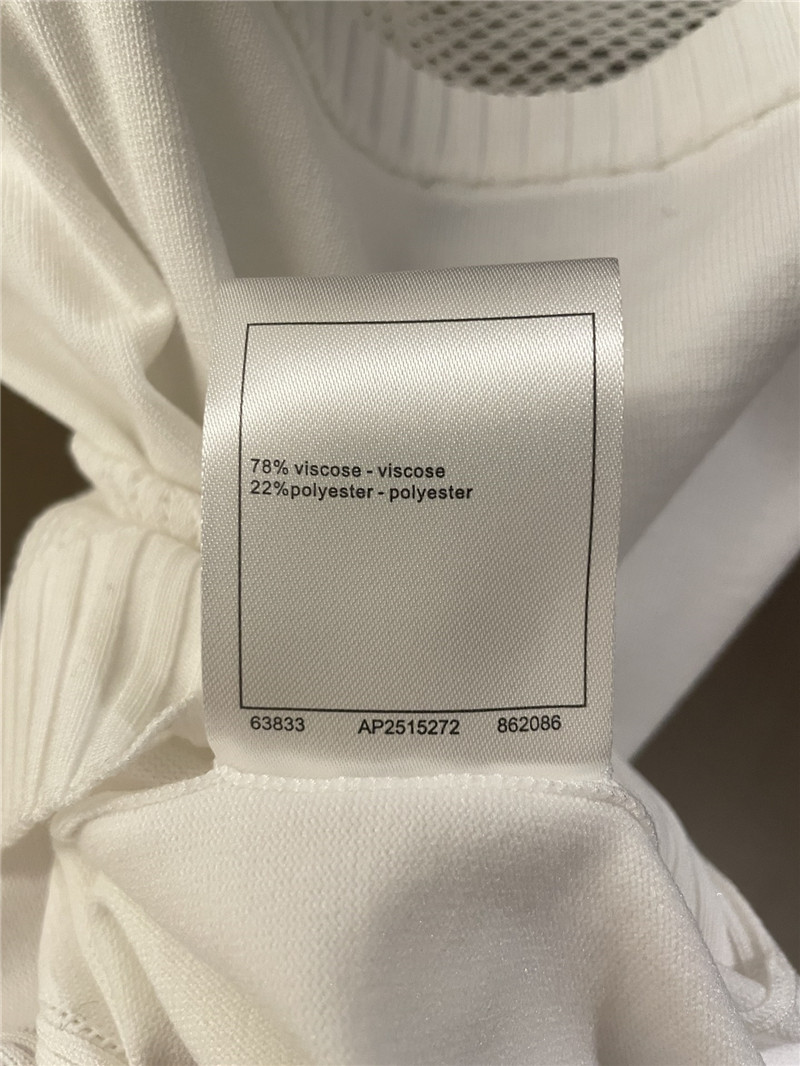 78% viscose - viscose
22%polyester - polyester
63833 AP2515272 862086